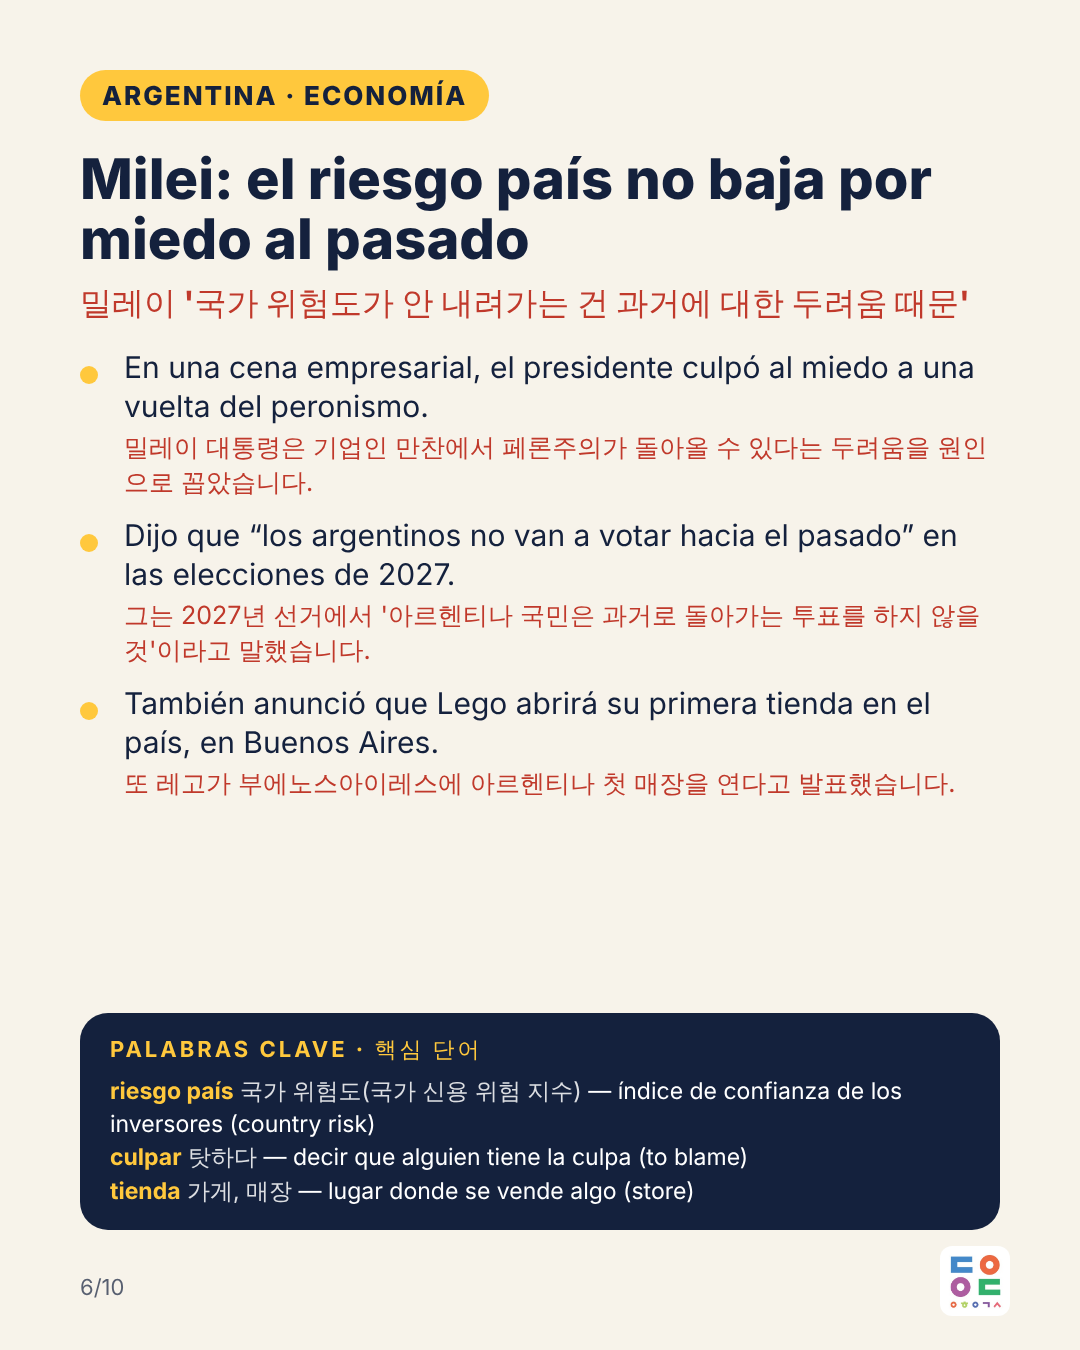 ARGENTINA · ECONOMÍA
Milei: el riesgo país no baja por
miedo al pasado
밀레이 '국가 위험도가 안 내려가는 건 과거에 대한 두려움 때문'
En una cena empresarial, el presidente culpó al miedo a una
vuelta del peronismo.
밀레이 대통령은 기업인 만찬에서 페론주의가 돌아올 수 있다는 두려움을 원인
으로 꼽았습니다.
Dijo que “los argentinos no van a votar hacia el pasado” en
las elecciones de 2027.
그는 2027년 선거에서 '아르헨티나 국민은 과거로 돌아가는 투표를 하지 않을
것'이라고 말했습니다.
También anunció que Lego abrirá su primera tienda en el
país, en Buenos Aires.
또 레고가 부에노스아이레스에 아르헨티나 첫 매장을 연다고 발표했습니다.
PALABRAS CLAVE · 핵심 단어
riesgo país 국가 위험도(국가 신용 위험 지수) — índice de confianza de los
inversores (country risk)
culpar 탓하다 — decir que alguien tiene la culpa (to blame)
tienda 가게, 매장 — lugar donde se vende algo (store)
6/10